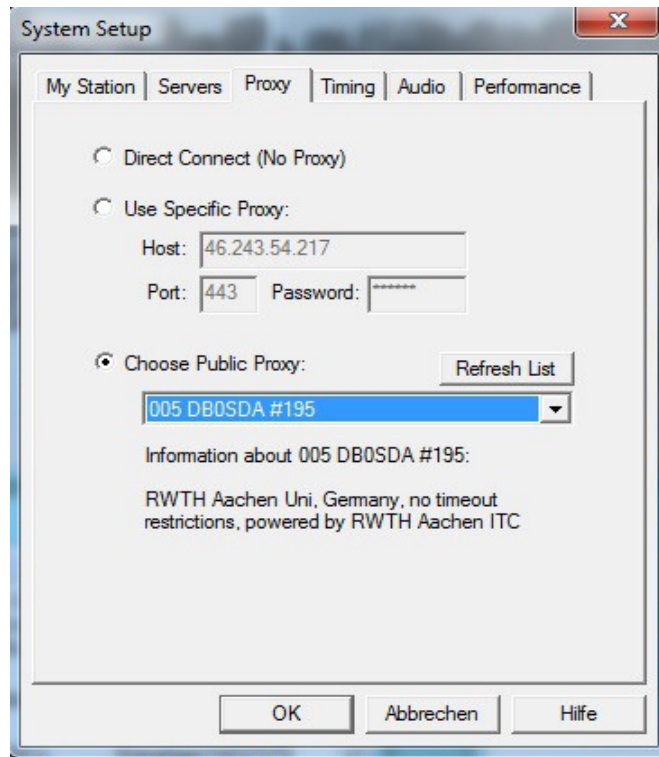 System Setup
My Station Servers Proxy Timing Audio Performance
Direct Connect (No Proxy)
Use Specific Proxy:
Host: 46.243.54.217
Port: 443 Password: ******
Choose Public Proxy: Refresh List
005 DB0SDA #195
Information about 005 DB0SDA #195:
RWTH Aachen Uni, Germany, no timeout
restrictions, powered by RWTH Aachen ITC
OK Abbrechen Hilfe